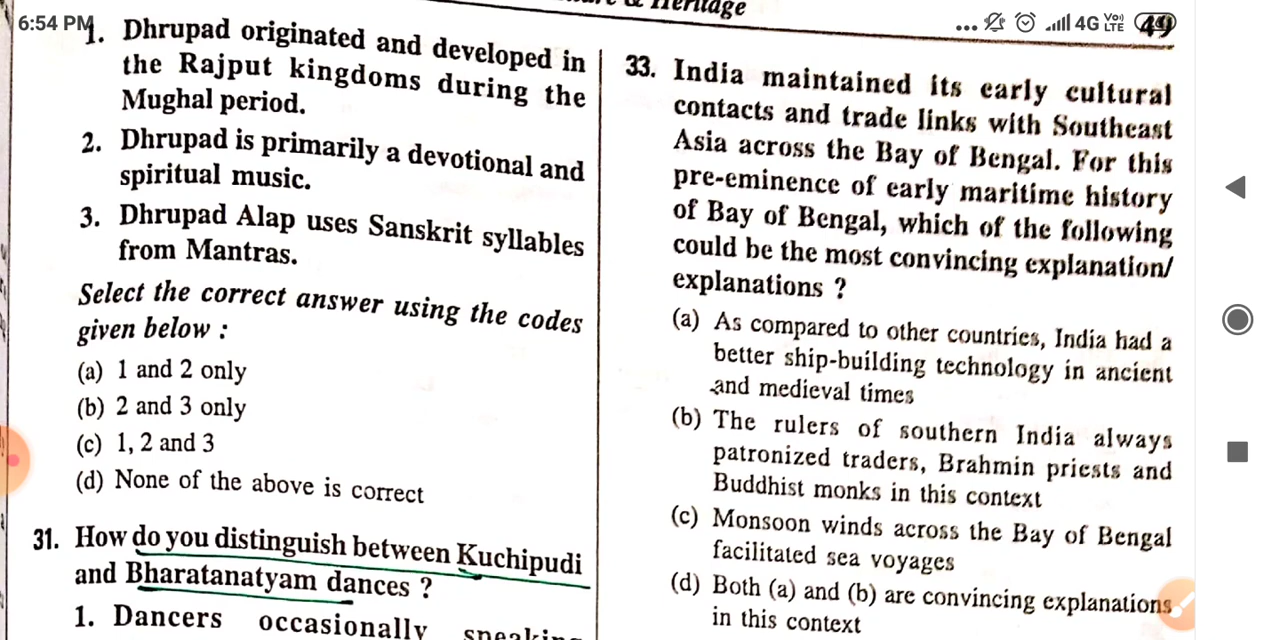 6:54 PM
& Heritage
... 4G Vo)) LTE 49
1. Dhrupad originated and developed in
the Rajput kingdoms during the
Mughal period.
2. Dhrupad is primarily a devotional and
spiritual music.
3. Dhrupad Alap uses Sanskrit syllables
from Mantras.
Select the correct answer using the codes
given below :
(a) 1 and 2 only
(b) 2 and 3 only
(c) 1, 2 and 3
(d) None of the above is correct
31. How do you distinguish between Kuchipudi
and Bharatanatyam dances ?
1. Dancers occasionally
33. India maintained its early cultural
contacts and trade links with Southeast
Asia across the Bay of Bengal. For this
pre-eminence of early maritime history
of Bay of Bengal, which of the following
could be the most convincing explanation/
explanations ?
(a) As compared to other countries, India had a
better ship-building technology in ancient
and medieval times
(b) The rulers of southern India always
patronized traders, Brahmin priests and
Buddhist monks in this context
(c) Monsoon winds across the Bay of Bengal
facilitated sea voyages
(d) Both (a) and (b) are convincing explanations
in this context